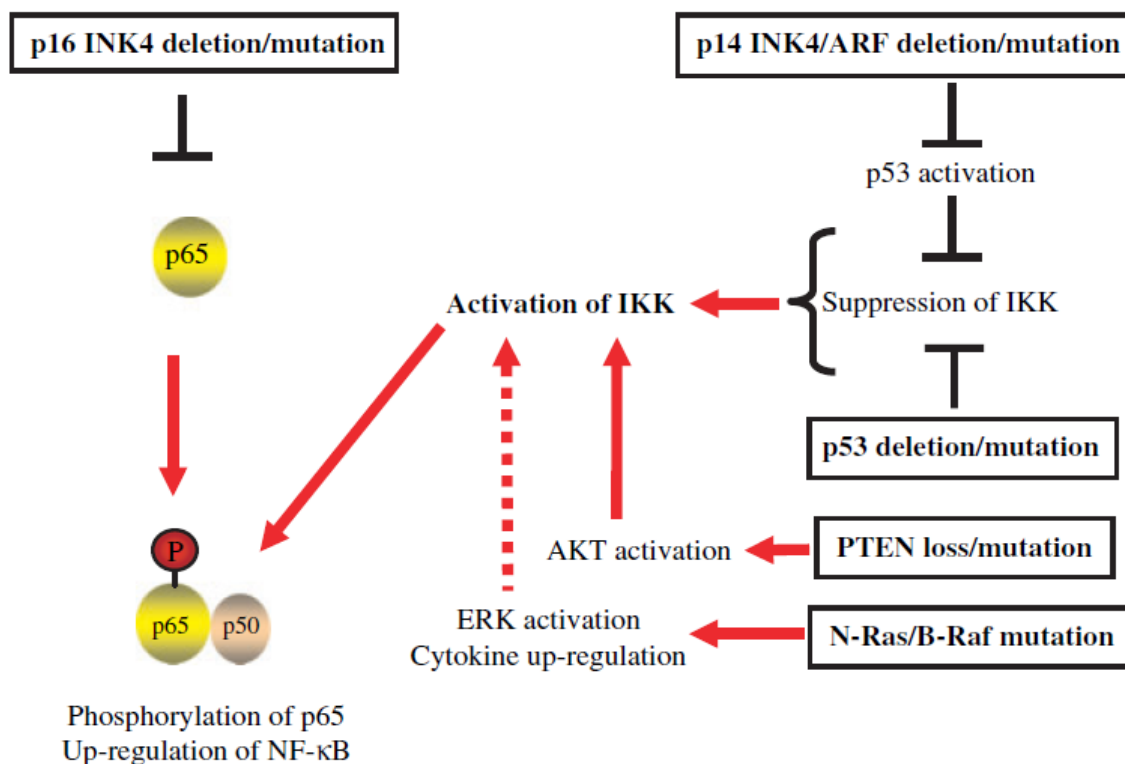 p16 INK4 deletion/mutation
p14 INK4/ARF deletion/mutation
p53 activation
p65
Activation of IKK
Suppression of IKK
p53 deletion/mutation
P
AKT activation
PTEN loss/mutation
p65
p50
ERK activation
Cytokine up-regulation
N-Ras/B-Raf mutation
Phosphorylation of p65
Up-regulation of NF-κB